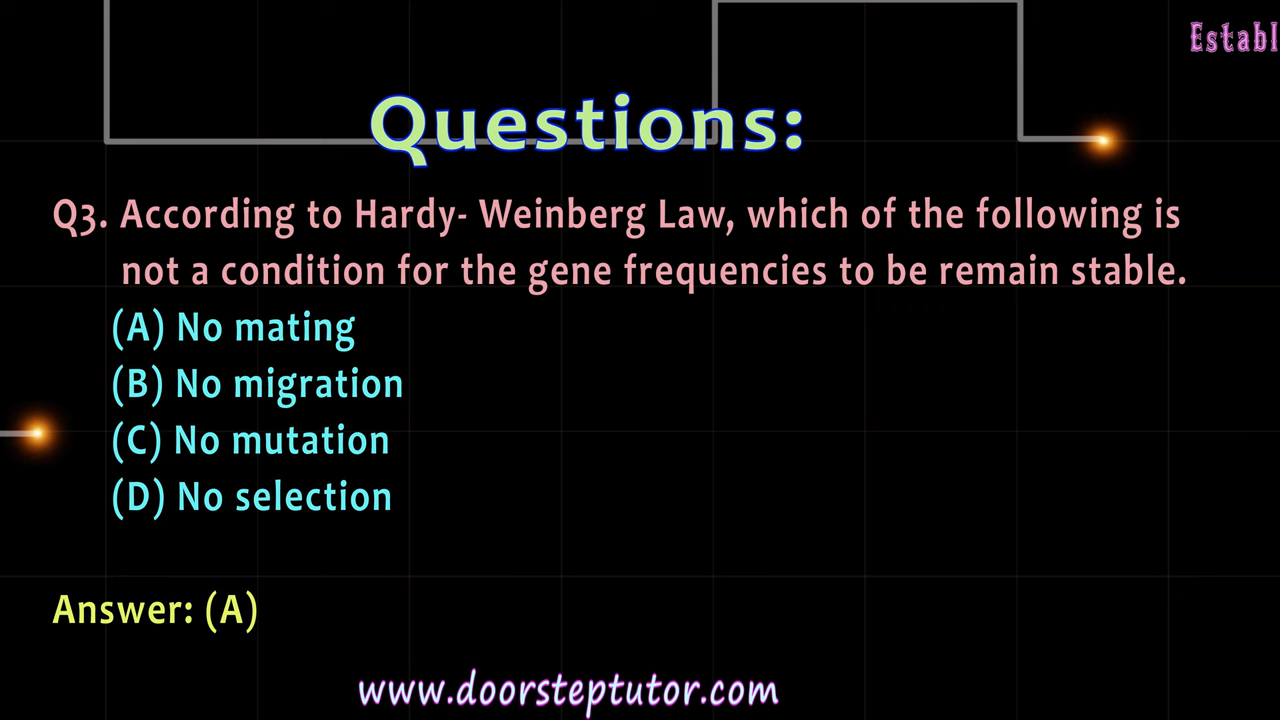 Establ
Questions:
Q3. According to Hardy- Weinberg Law, which of the following is
not a condition for the gene frequencies to be remain stable.
(A) No mating
(B) No migration
(C) No mutation
(D) No selection
Answer: (A)
www.doorsteptutor.com